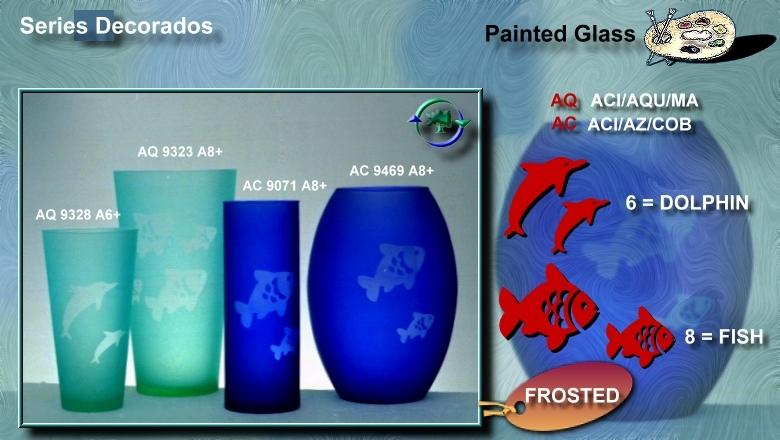 Series Decorados
Painted Glass
AQ ACI/AQU/MA
AC ACI/AZ/COB
AQ 9323 A8+
AC 9469 A8+
AC 9071 A8+
AQ 9328 A6+
6 = DOLPHIN
8 = FISH
FROSTED